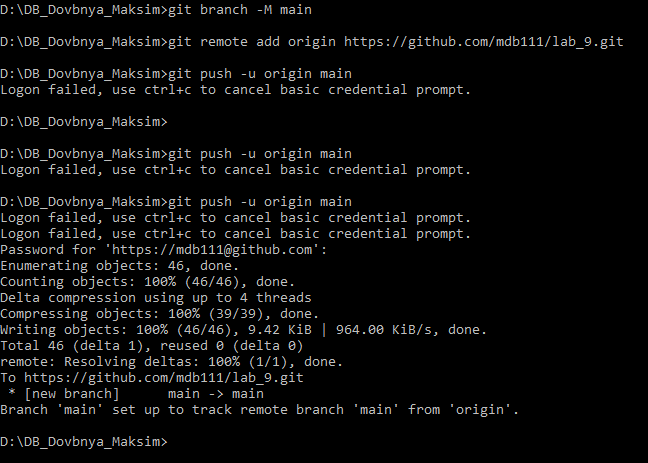 D:\DB_Dovbnya_Maksim>git branch -M main
D:\DB_Dovbnya_Maksim>git remote add origin https://github.com/mdb111/lab_9.git
D:\DB_Dovbnya_Maksim>git push -u origin main
Logon failed, use ctrl+c to cancel basic credential prompt.
D:\DB_Dovbnya_Maksim>
D:\DB_Dovbnya_Maksim>git push -u origin main
Logon failed, use ctrl+c to cancel basic credential prompt.
D:\DB_Dovbnya_Maksim>git push -u origin main
Logon failed, use ctrl+c to cancel basic credential prompt.
Logon failed, use ctrl+c to cancel basic credential prompt.
Password for 'https://mdb111@github.com':
Enumerating objects: 46, done.
Counting objects: 100% (46/46), done.
Delta compression using up to 4 threads
Compressing objects: 100% (39/39), done.
Writing objects: 100% (46/46), 9.42 KiB | 964.00 KiB/s, done.
Total 46 (delta 1), reused 0 (delta 0)
remote: Resolving deltas: 100% (1/1), done.
To https://github.com/mdb111/lab_9.git
 * [new branch]      main -> main
Branch 'main' set up to track remote branch 'main' from 'origin'.
D:\DB_Dovbnya_Maksim>